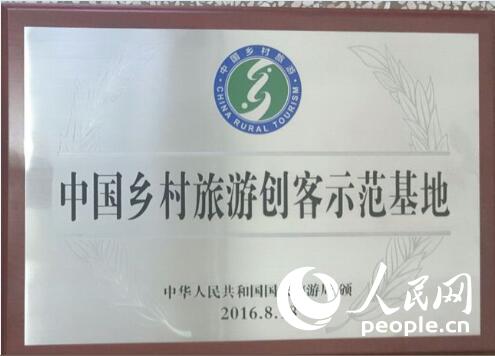 中国乡村旅游
CHINA RURAL TOURISM
中国乡村旅游创客示范基地
中华人民共和国国 游局 颁
2016.8. 8
人民网
people.cn